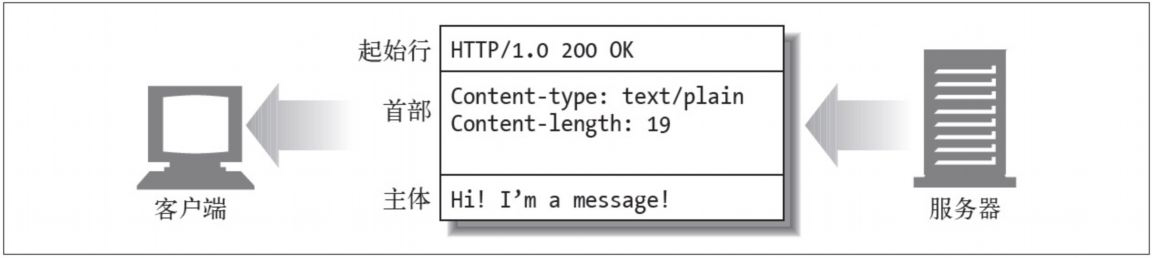 起始行
HTTP/1.0 200 OK
首部
Content-type: text/plain
Content-length: 19
主体
Hi! I’m a message!
客户端
服务器